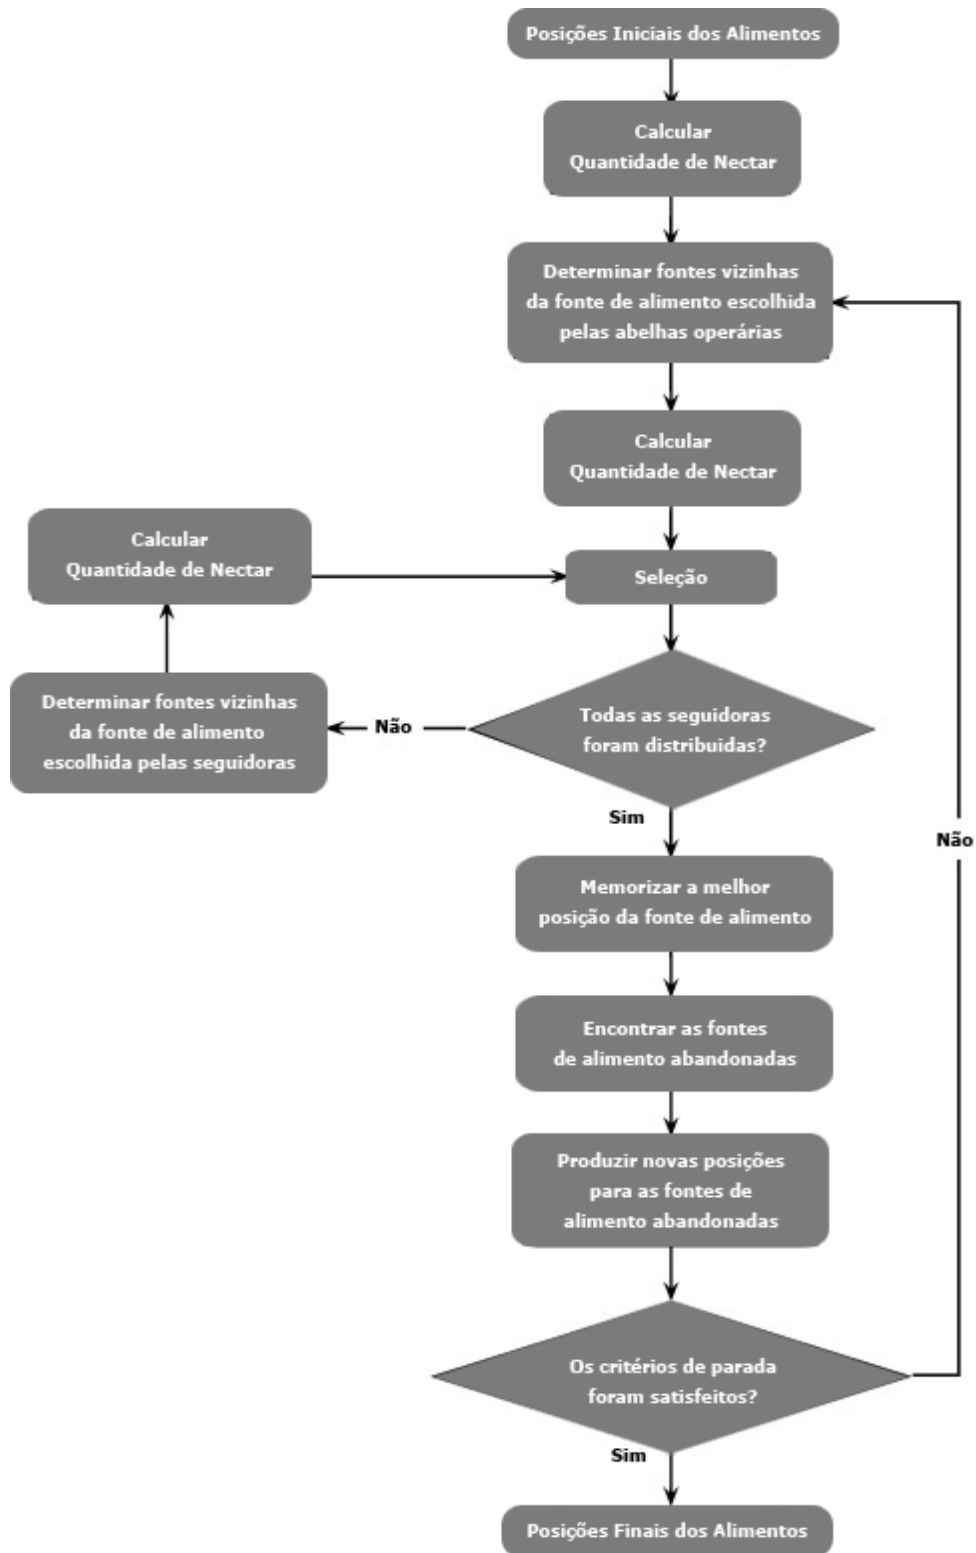 Posições Iniciais dos Alimentos
Calcular
Quantidade de Nectar
Determinar fontes vizinhas
da fonte de alimento escolhida
pelas abelhas operárias
Calcular
Quantidade de Nectar
Calcular
Quantidade de Nectar
Seleção
Determinar fontes vizinhas
da fonte de alimento
escolhida pelas seguidoras
Não
Todas as seguidoras
foram distribuidas?
Sim
Não
Memorizar a melhor
posição da fonte de alimento
Encontrar as fontes
de alimento abandonadas
Produzir novas posições
para as fontes de
alimento abandonadas
Os critérios de parada
foram satisfeitos?
Sim
Posições Finais dos Alimentos